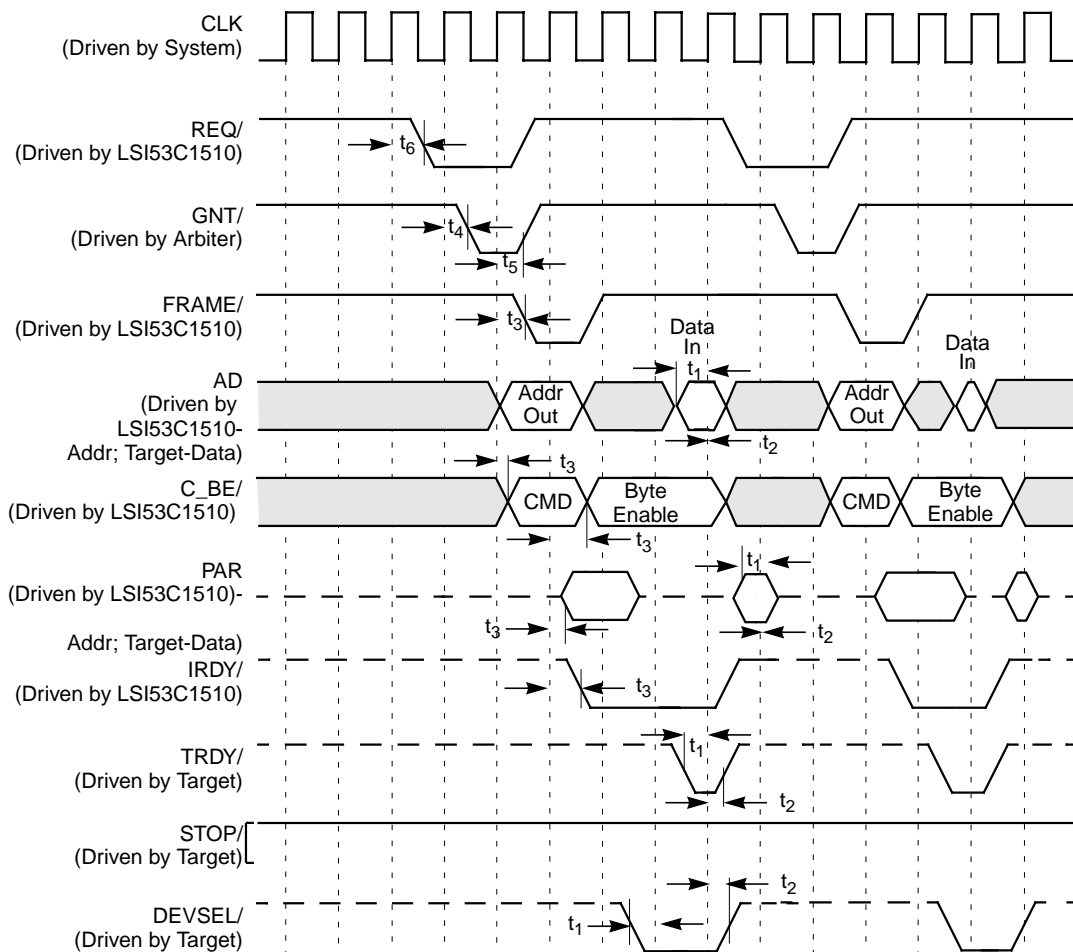 CLK
(Driven by System)
REQ/
(Driven by LSI53C1510)
t6
GNT/
(Driven by Arbiter)
t4
t5
FRAME/
(Driven by LSI53C1510)
t3
Data
In
t1
Data
In
AD
(Driven by
LSI53C1510-
Addr; Target-Data)
Addr
Out
Addr
Out
t2
t3
C_BE/
(Driven by LSI53C1510)
CMD
Byte
Enable
CMD
Byte
Enable
t3
PAR
(Driven by LSI53C1510)-
Addr; Target-Data)
t1
t3
t2
IRDY/
(Driven by LSI53C1510)
t3
TRDY/
(Driven by Target)
t1
t2
STOP/
(Driven by Target)
t2
DEVSEL/
(Driven by Target)
t1